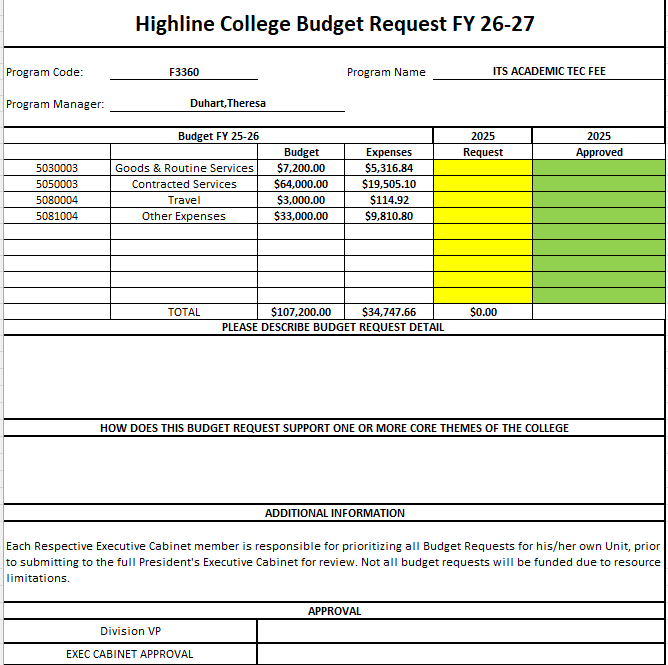 Highline College Budget Request FY 26-27
Program Code: F3360 Program Name ITS ACADEMIC TEC FEE
Program Manager: Duhart,Theresa
Budget FY 25-26 2025 2025
Budget Expenses Request Approved
5030003 Goods & Routine Services $7,200.00 $5,316.84
5050003 Contracted Services $64,000.00 $19,505.10
5080004 Travel $3,000.00 $114.92
5081004 Other Expenses $33,000.00 $9,810.80
TOTAL $107,200.00 $34,747.66 $0.00
PLEASE DESCRIBE BUDGET REQUEST DETAIL
HOW DOES THIS BUDGET REQUEST SUPPORT ONE OR MORE CORE THEMES OF THE COLLEGE
ADDITIONAL INFORMATION
Each Respective Executive Cabinet member is responsible for prioritizing all Budget Requests for his/her own Unit, prior
to submitting to the full President's Executive Cabinet for review. Not all budget requests will be funded due to resource
limitations.
APPROVAL
Division VP
EXEC CABINET APPROVAL